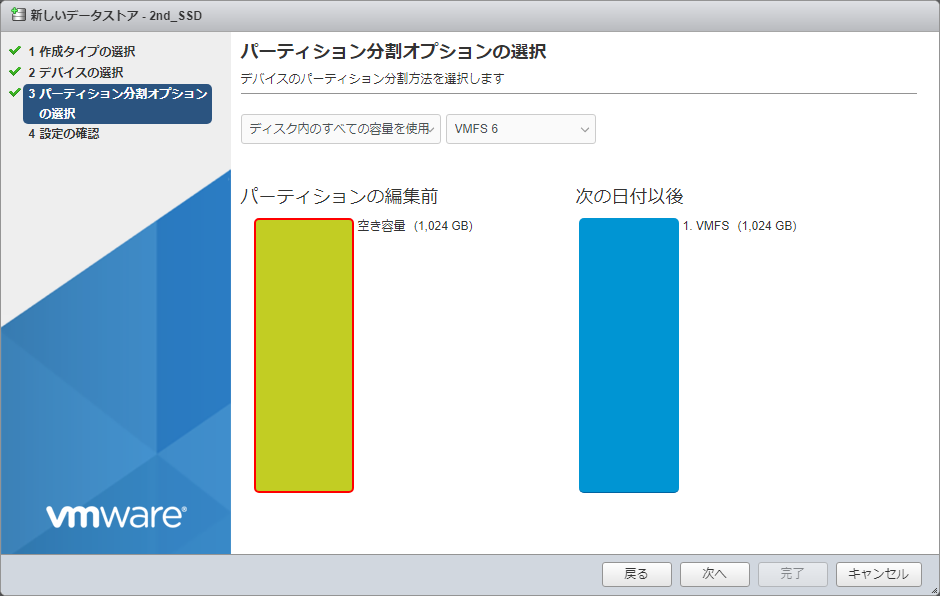 新しいデータストア - 2nd_SSD
1 作成タイプの選択
2 デバイスの選択
3 パーティション分割オプション
の選択
4 設定の確認
vmware®
パーティション分割オプションの選択
デバイスのパーティション分割方法を選択します
ディスク内のすべての容量を使用
VMFS 6
パーティションの編集前
空き容量 (1,024 GB)
次の日付以後
1. VMFS (1,024 GB)
戻る
次へ
完了
キャンセル